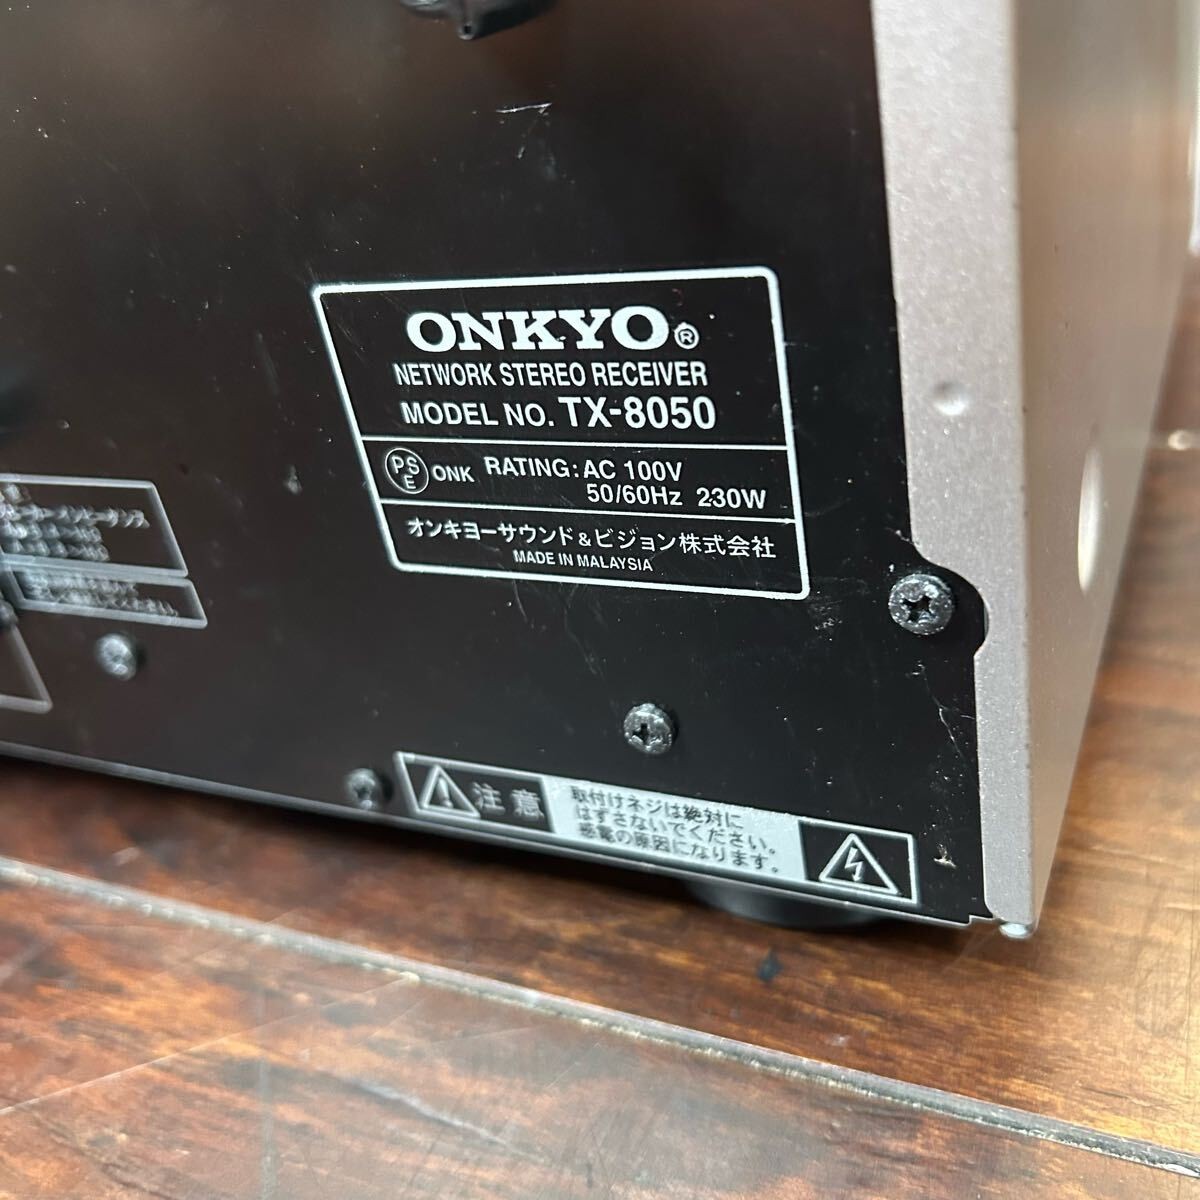 ONKYO®
NETWORK STEREO RECEIVER
MODEL NO. TX-8050
PSE ONK RATING: AC 100V
50/60Hz 230W
オンキヨーサウンド&ビジョン株式会社
MADE IN MALAYSIA
注意
取付けネジは絶対に
はずさないでください。
感電の原因になります。